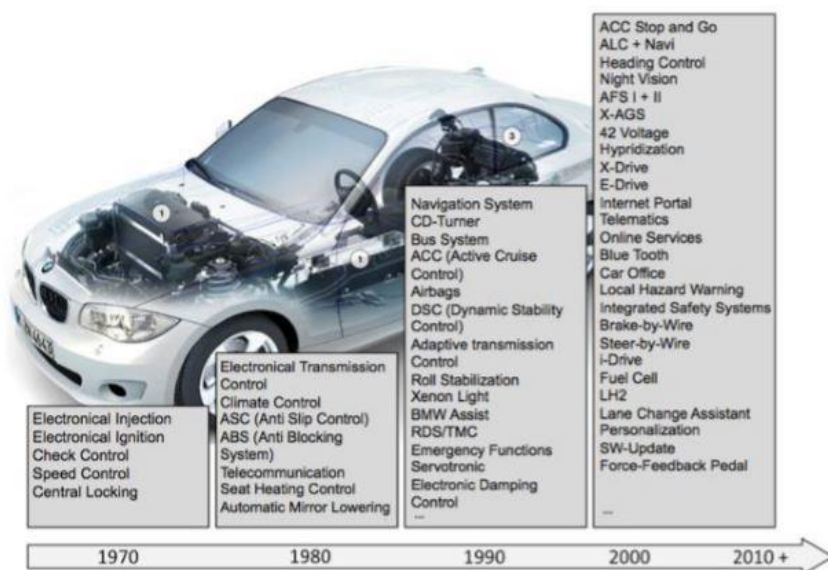 Electronical Injection
Electronical Ignition
Check Control
Speed Control
Central Locking
Electronical Transmission
Control
Climate Control
ASC (Anti Slip Control)
ABS (Anti Blocking
System)
Telecommunication
Seat Heating Control
Automatic Mirror Lowering
Navigation System
CD-Turner
Bus System
ACC (Active Cruise
Control)
Airbags
DSC (Dynamic Stability
Control)
Adaptive transmission
Control
Roll Stabilization
Xenon Light
BMW Assist
RDS/TMC
Emergency Functions
Servotronic
Electronic Damping
Control
...
ACC Stop and Go
ALC + Navi
Heading Control
Night Vision
AFS I + II
X-AGS
42 Voltage
Hypridization
X-Drive
E-Drive
Internet Portal
Telematics
Online Services
Blue Tooth
Car Office
Local Hazard Warning
Integrated Safety Systems
Brake-by-Wire
Steer-by-Wire
i-Drive
Fuel Cell
LH2
Lane Change Assistant
Personalization
SW-Update
Force-Feedback Pedal
...
1
1
3
1970 1980 1990 2000 2010 +